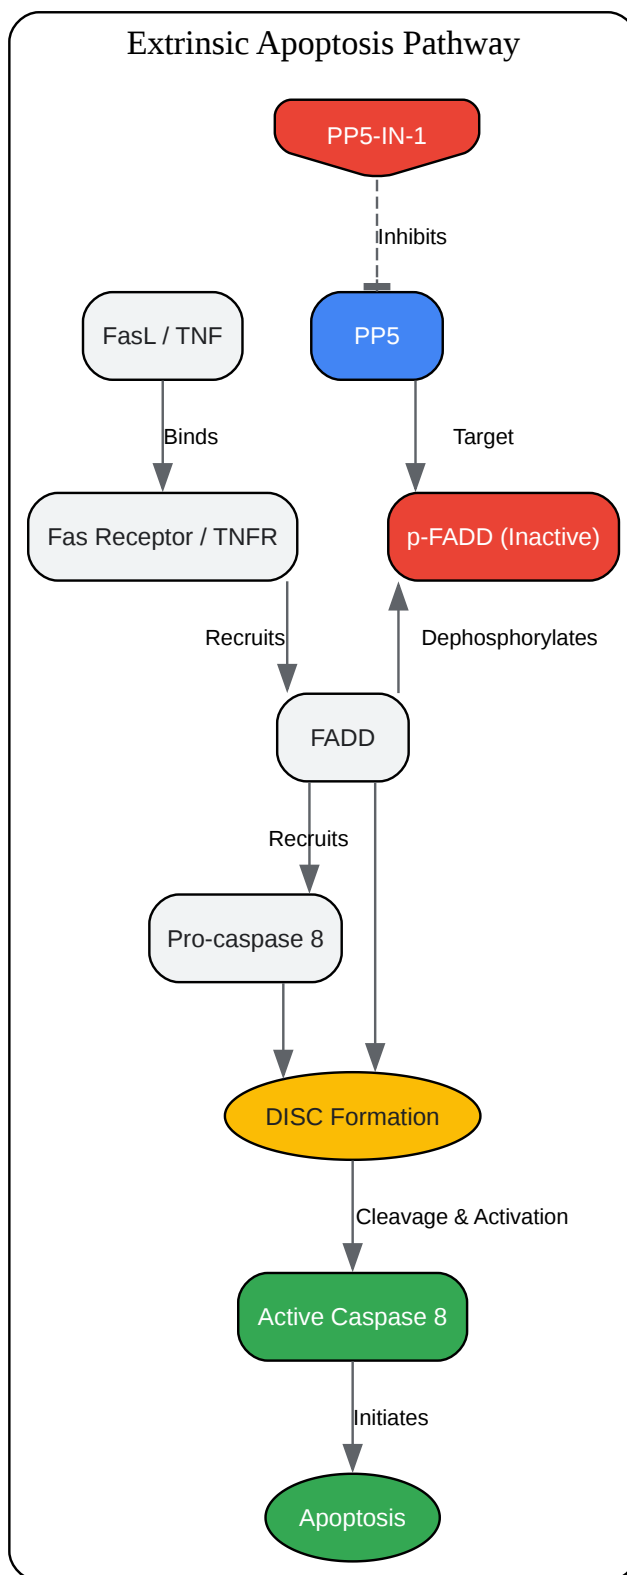 Extrinsic Apoptosis Pathway
PP5-IN-1
Inhibits
FasL / TNF
PP5
Binds
Target
Fas Receptor / TNFR
p-FADD (Inactive)
Recruits
Dephosphorylates
FADD
Recruits
Pro-caspase 8
DISC Formation
Cleavage & Activation
Active Caspase 8
Initiates
Apoptosis